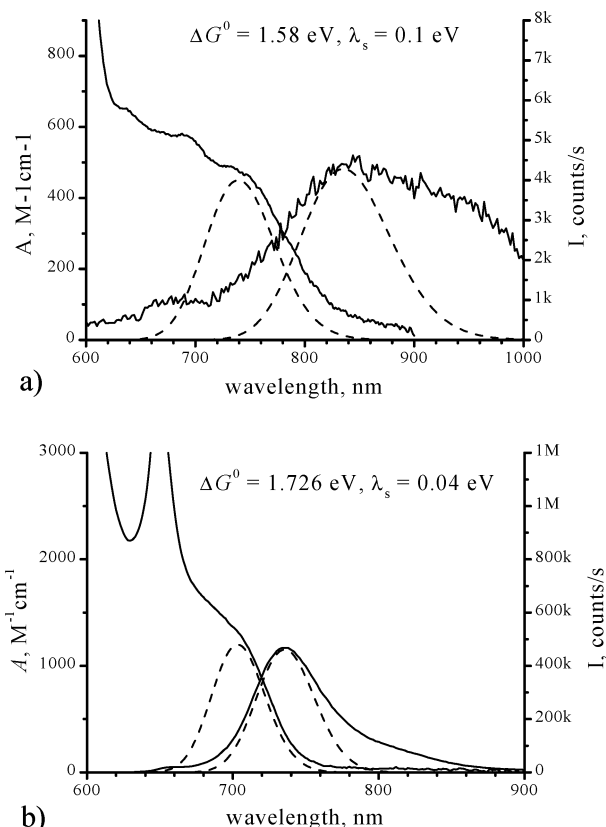 ΔG⁰ = 1.58 eV, λₛ = 0.1 eV
A, M-1cm-1
800
600
400
200
0
8k
7k
6k
5k
4k
3k
2k
1k
0
I, counts/s
600 700 800 900 1000
wavelength, nm
a)
ΔG⁰ = 1.726 eV, λₛ = 0.04 eV
A, M⁻¹cm⁻¹
3000
2000
1000
0
1M
1M
800k
600k
400k
200k
0
I, counts/s
600 700 800 900
wavelength, nm
b)